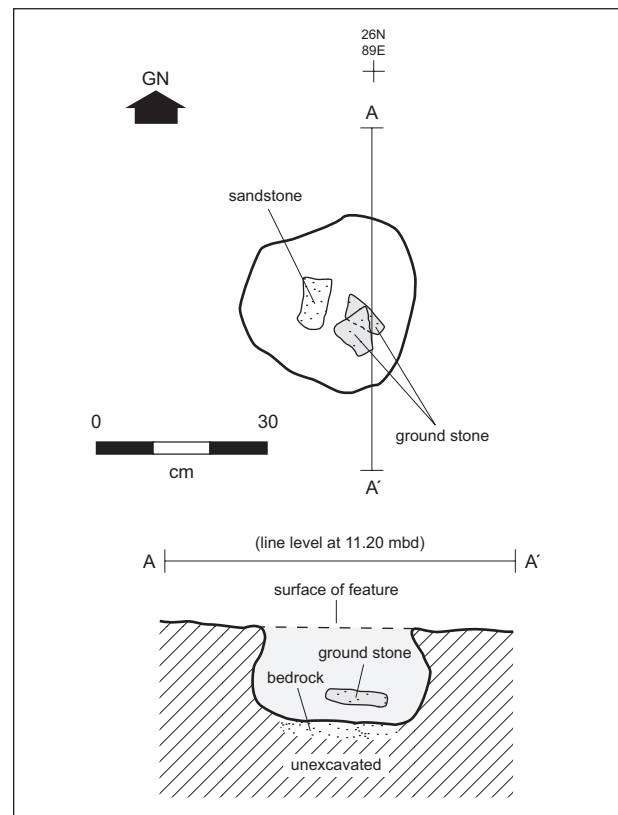 26N
89E
GN
A
sandstone
0 30
cm
ground stone
A′
(line level at 11.20 mbd)
A A′
surface of feature
ground stone
bedrock
unexcavated